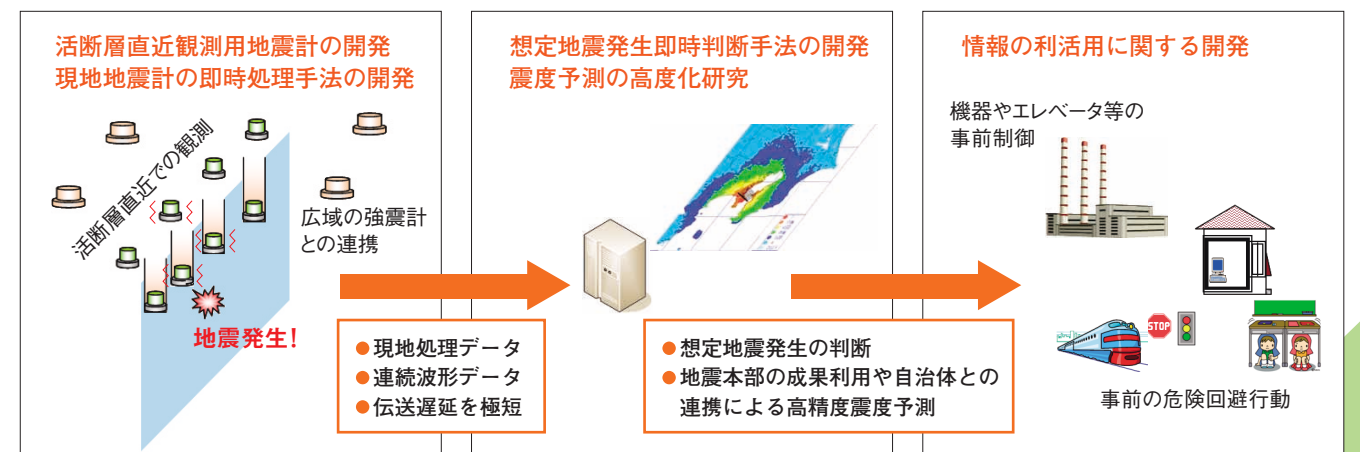 活断層直近観測用地震計の開発
現地地震計の即時処理手法の開発
活断層直近での観測
広域の強震計
との連携
地震発生!
●現地処理データ
●連続波形データ
●伝送遅延を極短
想定地震発生即時判断手法の開発
震度予測の高度化研究
●想定地震発生の判断
●地震本部の成果利用や自治体との
連携による高精度震度予測
情報の利活用に関する開発
機器やエレベータ等の
事前制御
STOP
事前の危険回避行動